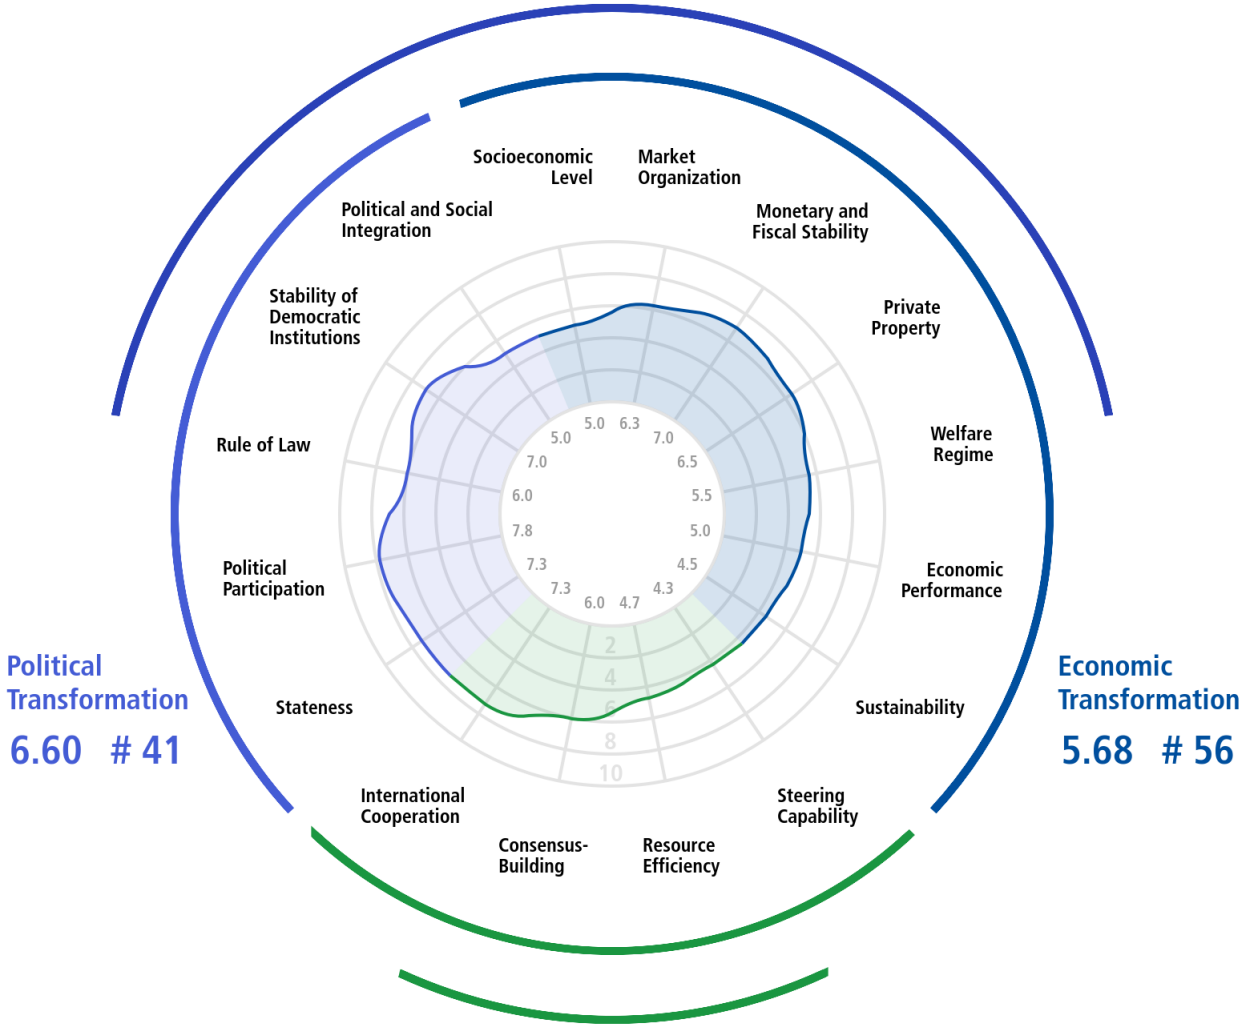 Socioeconomic
Level
Market
Organization
Political and Social
Integration
Monetary and
Fiscal Stability
Stability of
Democratic
Institutions
Private
Property
Rule of Law
Welfare
Regime
Political
Participation
Economic
Performance
Stateness
Sustainability
International
Cooperation
Steering
Capability
Consensus-
Building
Resource
Efficiency
5.0
6.3
7.0
6.5
5.5
5.0
4.5
4.3
4.7
6.0
7.3
7.3
7.8
6.0
7.0
5.0
2
4
6
8
10
Political
Transformation
6.60 # 41
Economic
Transformation
5.68 # 56